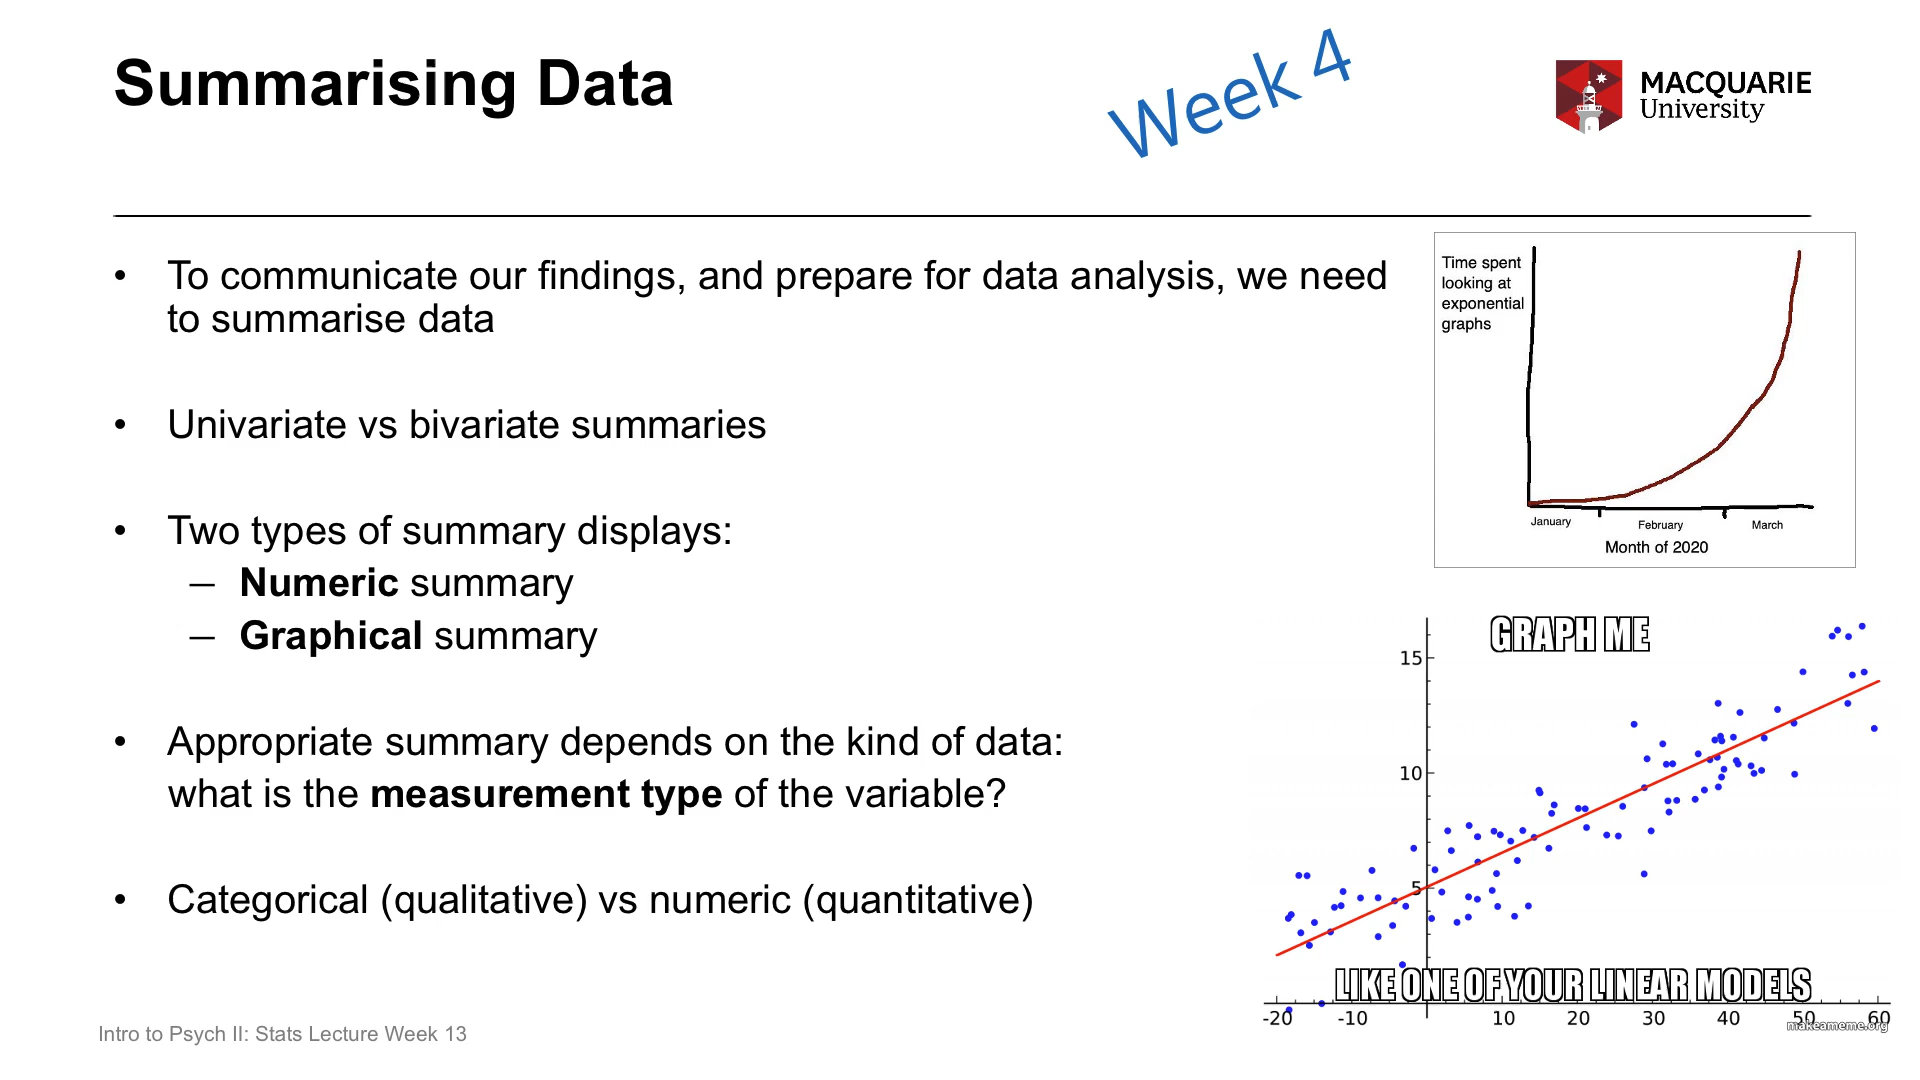 Summarising Data
Week 4
MACQUARIE
University
• To communicate our findings, and prepare for data analysis, we need
to summarise data
• Univariate vs bivariate summaries
• Two types of summary displays:
– Numeric summary
– Graphical summary
• Appropriate summary depends on the kind of data:
what is the measurement type of the variable?
• Categorical (qualitative) vs numeric (quantitative)
Time spent
looking at
exponential
graphs
January February March
Month of 2020
GRAPH ME
15
10
5
LIKE ONE OF YOUR LINEAR MODELS
-20 -10 10 20 30 40 50 60
makeameme.org
Intro to Psych II: Stats Lecture Week 13